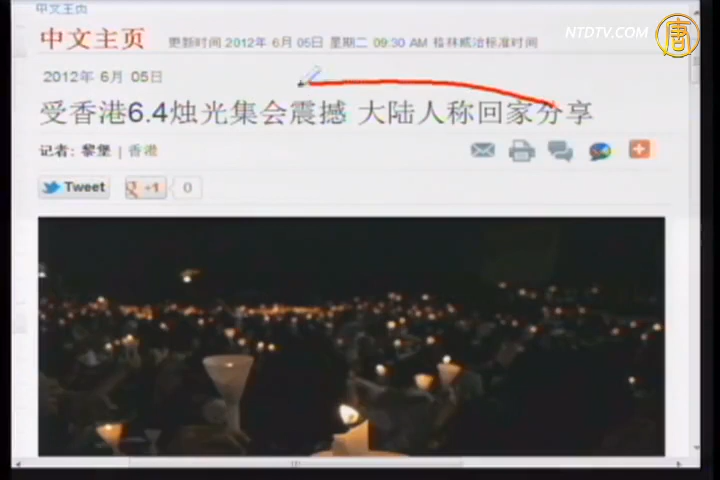 中文主页
NTDTV.COM
唐
中文主页 更新时间 2012年 6月 05日 星期二 09:30 AM 格林威治标准时间
2012年 6月 05日
受香港6.4烛光集会震撼 大陆人称回家分享
记者: 黎堡 | 香港
Tweet
+1
0